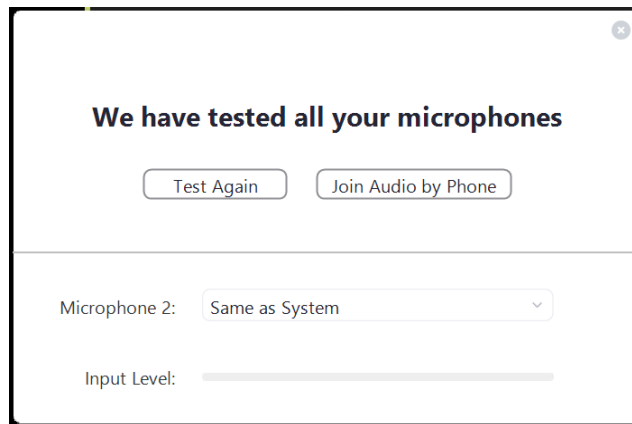 We have tested all your microphones
Test Again Join Audio by Phone
Microphone 2: Same as System
Input Level: